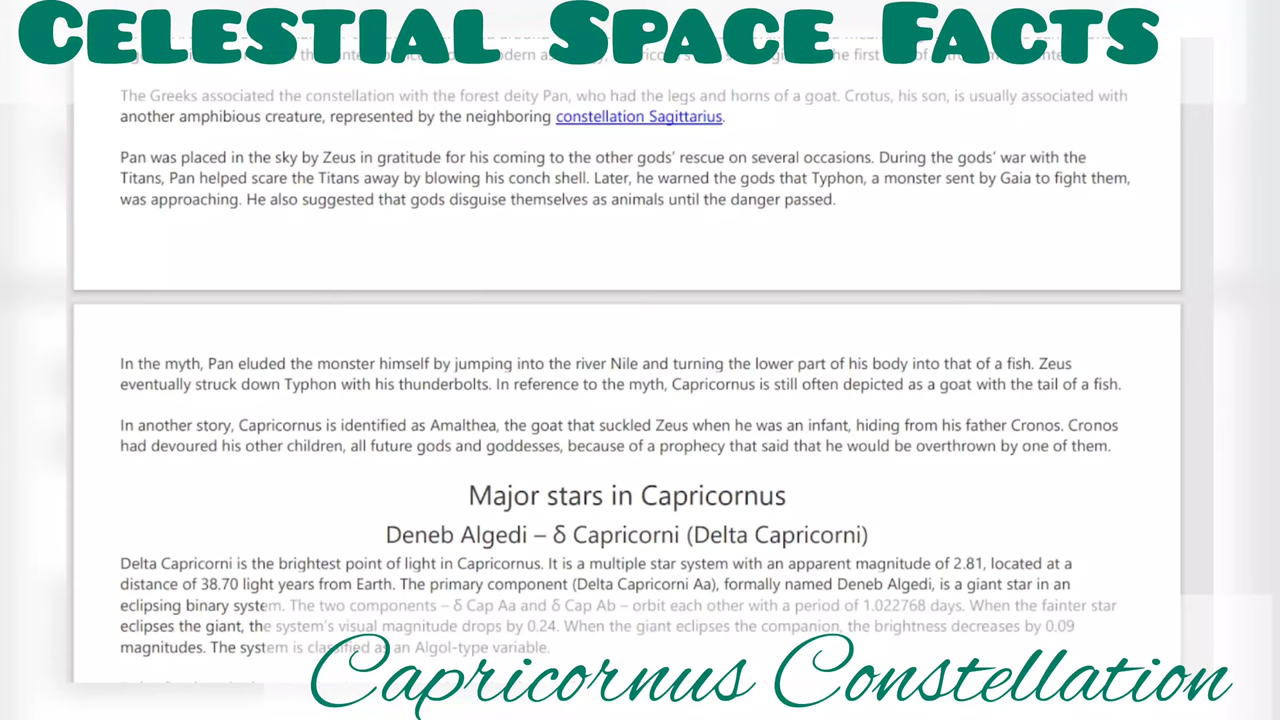 Celestial Space Facts
The Greeks associated the constellation with the forest deity Pan, who had the legs and horns of a goat. Crotus, his son, is usually associated with
another amphibious creature, represented by the neighboring constellation Sagittarius.
Pan was placed in the sky by Zeus in gratitude for his coming to the other gods' rescue on several occasions. During the gods' war with the
Titans, Pan helped scare the Titans away by blowing his conch shell. Later, he warned the gods that Typhon, a monster sent by Gaia to fight them,
was approaching. He also suggested that gods disguise themselves as animals until the danger passed.
In the myth, Pan eluded the monster himself by jumping into the river Nile and turning the lower part of his body into that of a fish. Zeus
eventually struck down Typhon with his thunderbolts. In reference to the myth, Capricornus is still often depicted as a goat with the tail of a fish.
In another story, Capricornus is identified as Amalthea, the goat that suckled Zeus when he was an infant, hiding from his father Cronos. Cronos
had devoured his other children, all future gods and goddesses, because of a prophecy that said that he would be overthrown by one of them.
Major stars in Capricornus
Deneb Algedi – δ Capricorni (Delta Capricorni)
Delta Capricorni is the brightest point of light in Capricornus. It is a multiple star system with an apparent magnitude of 2.81, located at a
distance of 38.70 light years from Earth. The primary component (Delta Capricorni Aa), formally named Deneb Algedi, is a giant star in an
eclipsing binary system. The two components – δ Cap Aa and δ Cap Ab – orbit each other with a period of 1.022768 days. When the fainter star
eclipses the giant, the system's visual magnitude drops by 0.24. When the giant eclipses the companion, the brightness decreases by 0.09
magnitudes. The system is classified as an Algol-type variable.
Capricornus Constellation